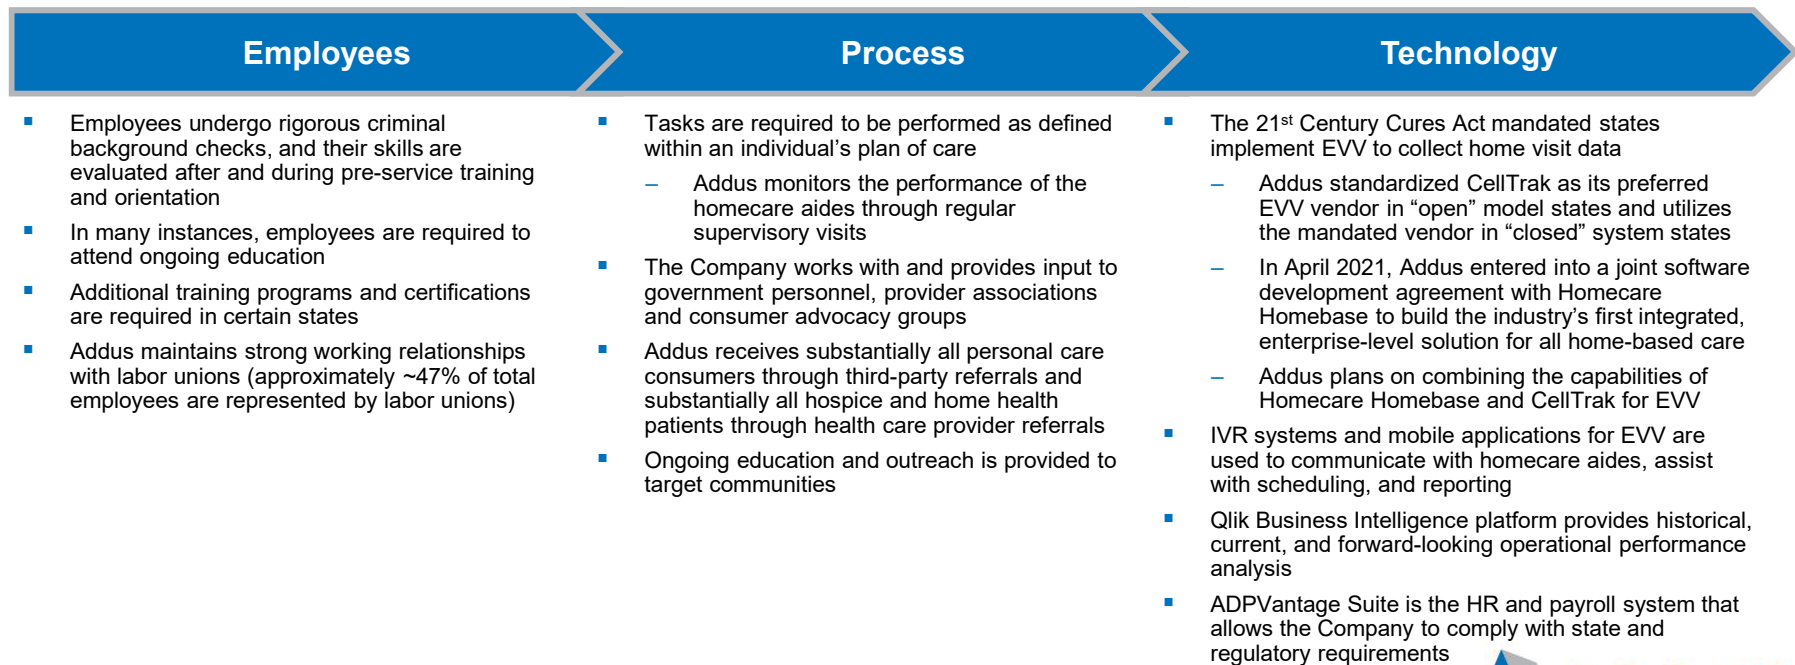 Employees
Process
Technology
▪ Employees undergo rigorous criminal
background checks, and their skills are
evaluated after and during pre-service training
and orientation
▪ In many instances, employees are required to
attend ongoing education
▪ Additional training programs and certifications
are required in certain states
▪ Addus maintains strong working relationships
with labor unions (approximately ~47% of total
employees are represented by labor unions)
▪ Tasks are required to be performed as defined
within an individual’s plan of care
– Addus monitors the performance of the
homecare aides through regular
supervisory visits
▪ The Company works with and provides input to
government personnel, provider associations
and consumer advocacy groups
▪ Addus receives substantially all personal care
consumers through third-party referrals and
substantially all hospice and home health
patients through health care provider referrals
▪ Ongoing education and outreach is provided to
target communities
▪ The 21st Century Cures Act mandated states
implement EVV to collect home visit data
– Addus standardized CellTrak as its preferred
EVV vendor in “open” model states and utilizes
the mandated vendor in “closed” system states
– In April 2021, Addus entered into a joint software
development agreement with Homecare
Homebase to build the industry’s first integrated,
enterprise-level solution for all home-based care
– Addus plans on combining the capabilities of
Homecare Homebase and CellTrak for EVV
▪ IVR systems and mobile applications for EVV are
used to communicate with homecare aides, assist
with scheduling, and reporting
▪ Qlik Business Intelligence platform provides historical,
current, and forward-looking operational performance
analysis
▪ ADPVantage Suite is the HR and payroll system that
allows the Company to comply with state and
regulatory requirements